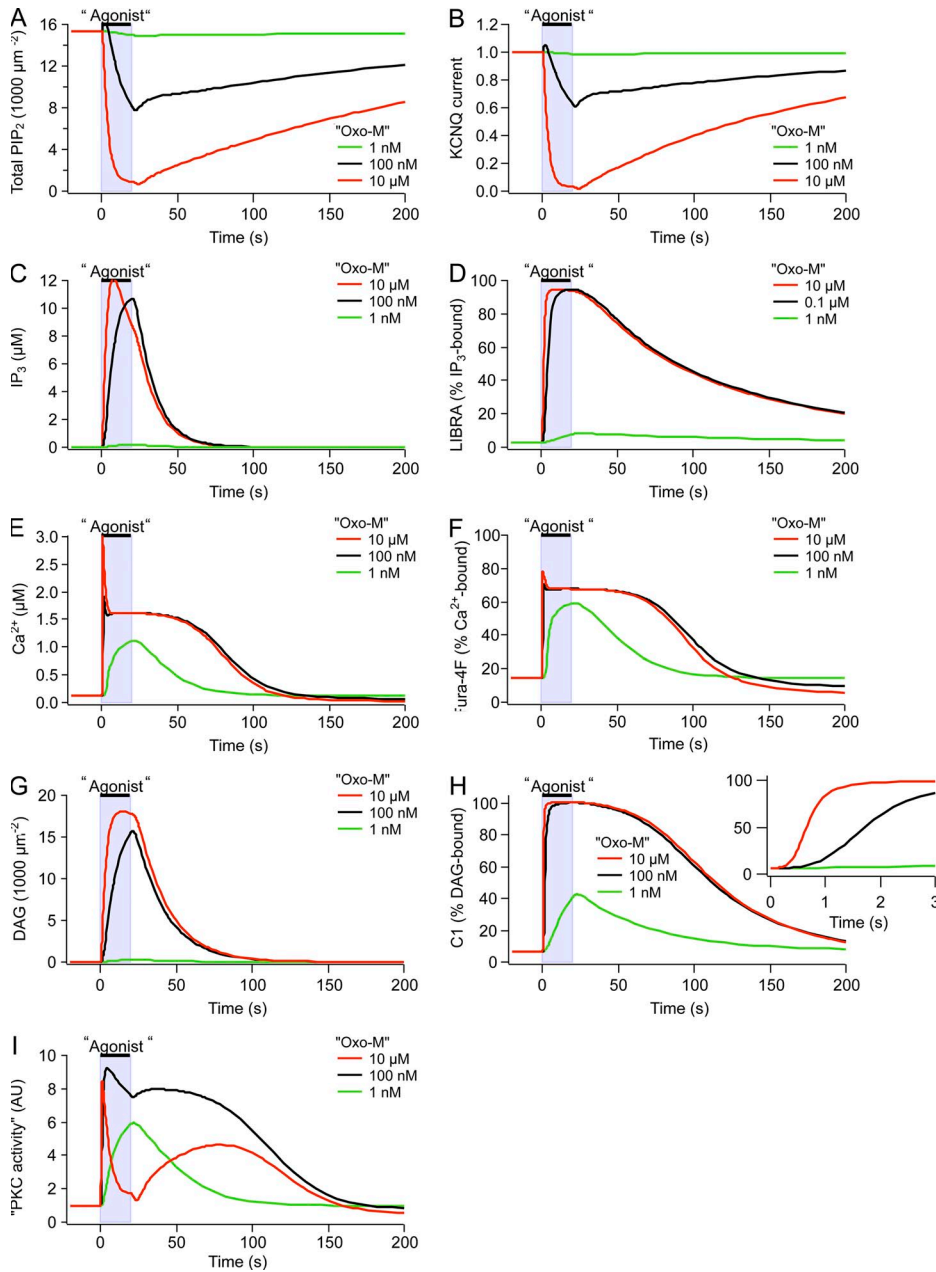 A
“ Agonist“
Total PIP₂ (1000 µm⁻²)
16
12
8
4
0
"Oxo-M"
1 nM
100 nM
10 µM
0
50
100
150
200
Time (s)
B
“ Agonist “
KCNQ current
1.2
1.0
0.8
0.6
0.4
0.2
0.0
"Oxo-M"
1 nM
100 nM
10 µM
0
50
100
150
200
Time (s)
C
“ Agonist “
IP₃ (µM)
12
10
8
6
4
2
0
"Oxo-M"
10 µM
100 nM
1 nM
0
50
100
150
200
Time (s)
D
“ Agonist “
LIBRA (% IP₃-bound)
100
80
60
40
20
0
"Oxo-M"
10 µM
0.1 µM
1 nM
0
50
100
150
200
Time (s)
E
“ Agonist “
Ca²⁺ (µM)
3.0
2.5
2.0
1.5
1.0
0.5
0.0
"Oxo-M"
10 µM
100 nM
1 nM
0
50
100
150
200
Time (s)
F
“ Agonist “
Fura-4F (% Ca²⁺-bound)
100
80
60
40
20
0
"Oxo-M"
10 µM
100 nM
1 nM
0
50
100
150
200
Time (s)
G
“Agonist “
DAG (1000 µm⁻²)
20
15
10
5
0
"Oxo-M"
10 µM
100 nM
1 nM
0
50
100
150
200
Time (s)
H
“ Agonist “
C1 (% DAG-bound)
100
80
60
40
20
0
"Oxo-M"
10 µM
100 nM
1 nM
0
50
100
150
200
Time (s)
100
50
0
0
1
2
3
Time (s)
I
“Agonist “
"PKC activity" (AU)
10
8
6
4
2
0
"Oxo-M"
10 µM
100 nM
1 nM
0
50
100
150
200
Time (s)